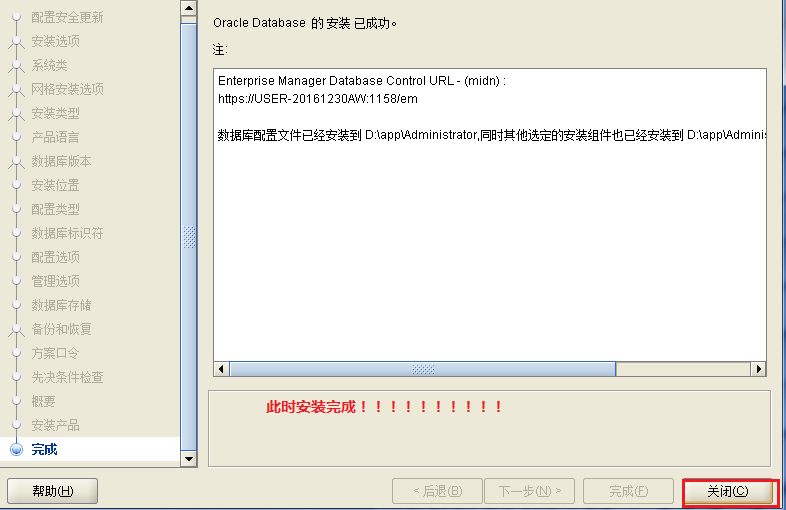 配置安全更新
安装选项
系统类
网格安装选项
安装类型
产品语言
数据库版本
安装位置
配置类型
数据库标识符
配置选项
管理选项
数据库存储
备份和恢复
方案口令
先决条件检查
概要
安装产品
完成
Oracle Database 的 安装 已成功。
注:
Enterprise Manager Database Control URL - (midn) :
https://USER-20161230AW:1158/em
数据库配置文件已经安装到 D:\app\Administrator,同时其他选定的安装组件也已经安装到 D:\app\Adminis
此时安装完成！！！！！！！！！！
帮助(H)
< 后退(B)
下一步(N) >
完成(F)
关闭(C)